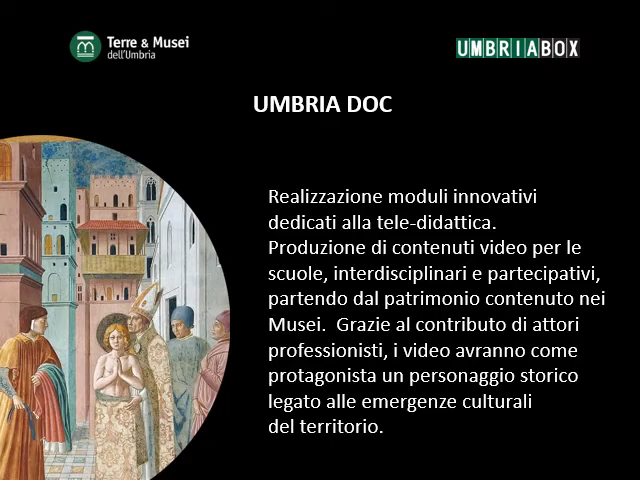 Terre & Musei
dell'Umbria
UMBRIABOX
UMBRIA DOC
Realizzazione moduli innovativi
dedicati alla tele-didattica.
Produzione di contenuti video per le
scuole, interdisciplinari e partecipativi,
partendo dal patrimonio contenuto nei
Musei.  Grazie al contributo di attori
professionisti, i video avranno come
protagonista un personaggio storico
legato alle emergenze culturali
del territorio.